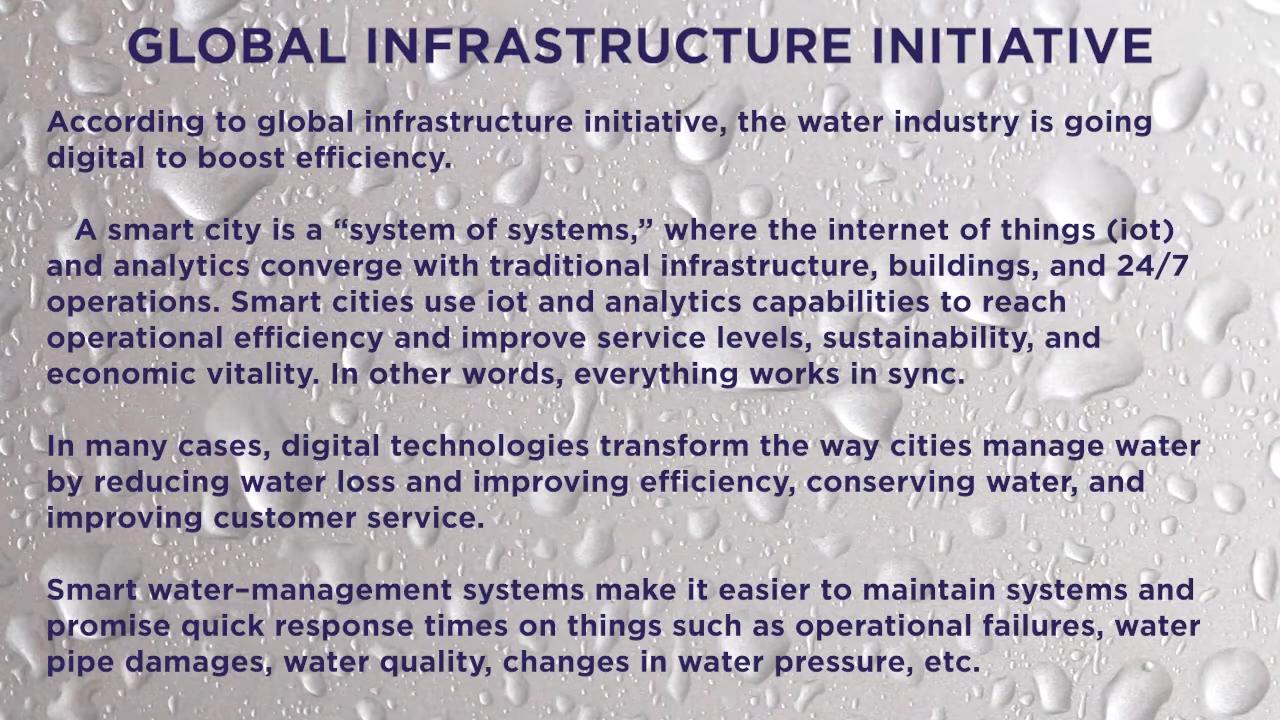 GLOBAL INFRASTRUCTURE INITIATIVE
According to global infrastructure initiative, the water industry is going
digital to boost efficiency.
A smart city is a “system of systems,” where the internet of things (iot)
and analytics converge with traditional infrastructure, buildings, and 24/7
operations. Smart cities use iot and analytics capabilities to reach
operational efficiency and improve service levels, sustainability, and
economic vitality. In other words, everything works in sync.
In many cases, digital technologies transform the way cities manage water
by reducing water loss and improving efficiency, conserving water, and
improving customer service.
Smart water–management systems make it easier to maintain systems and
promise quick response times on things such as operational failures, water
pipe damages, water quality, changes in water pressure, etc.